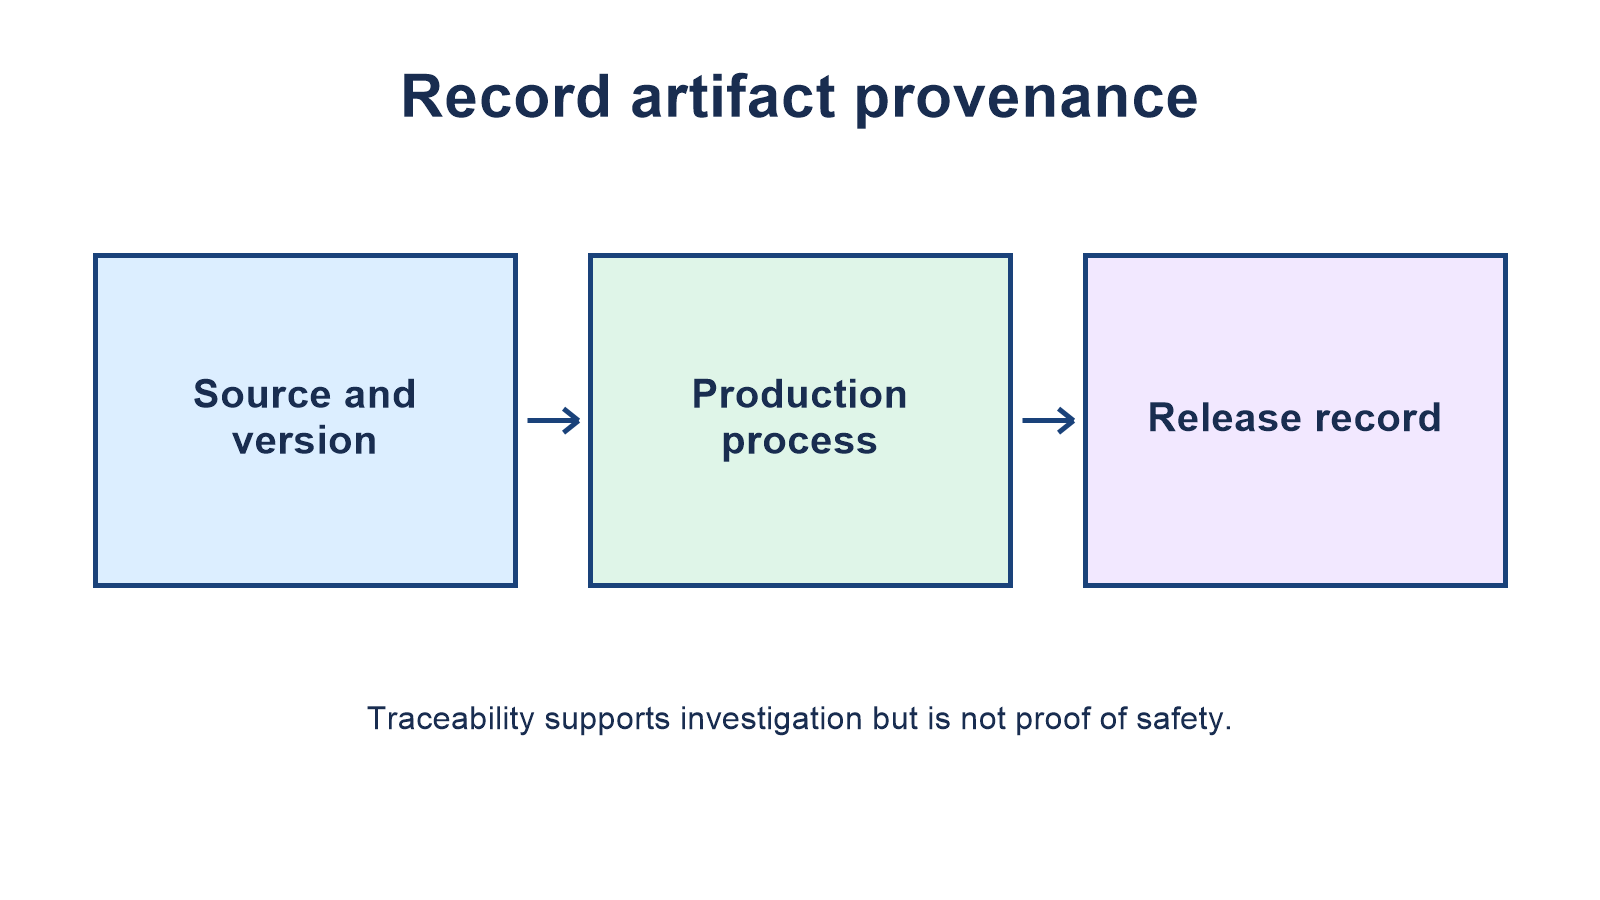 Record artifact provenance
Source and
version
Production
process
Release record
Traceability supports investigation but is not proof of safety.